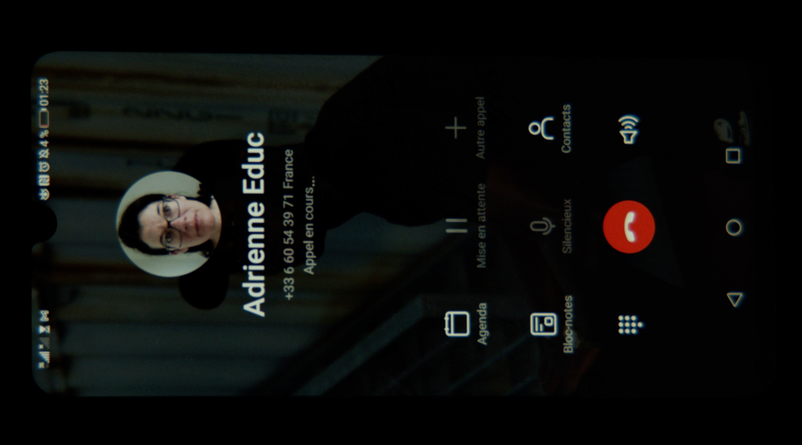 4% 01:23
Adrienne Educ
+33 6 60 54 39 71 France
Appel en cours...
Agenda
Mise en attente
Autre appel
Bloc-notes
Silencieux
Contacts